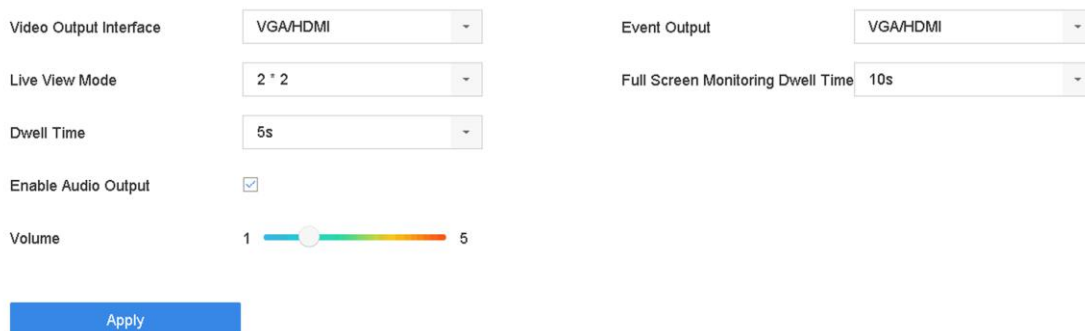 Video Output Interface VGA/HDMI Event Output VGA/HDMI
Live View Mode 2 * 2 Full Screen Monitoring Dwell Time 10s
Dwell Time 5s
Enable Audio Output
Volume 1 5
Apply